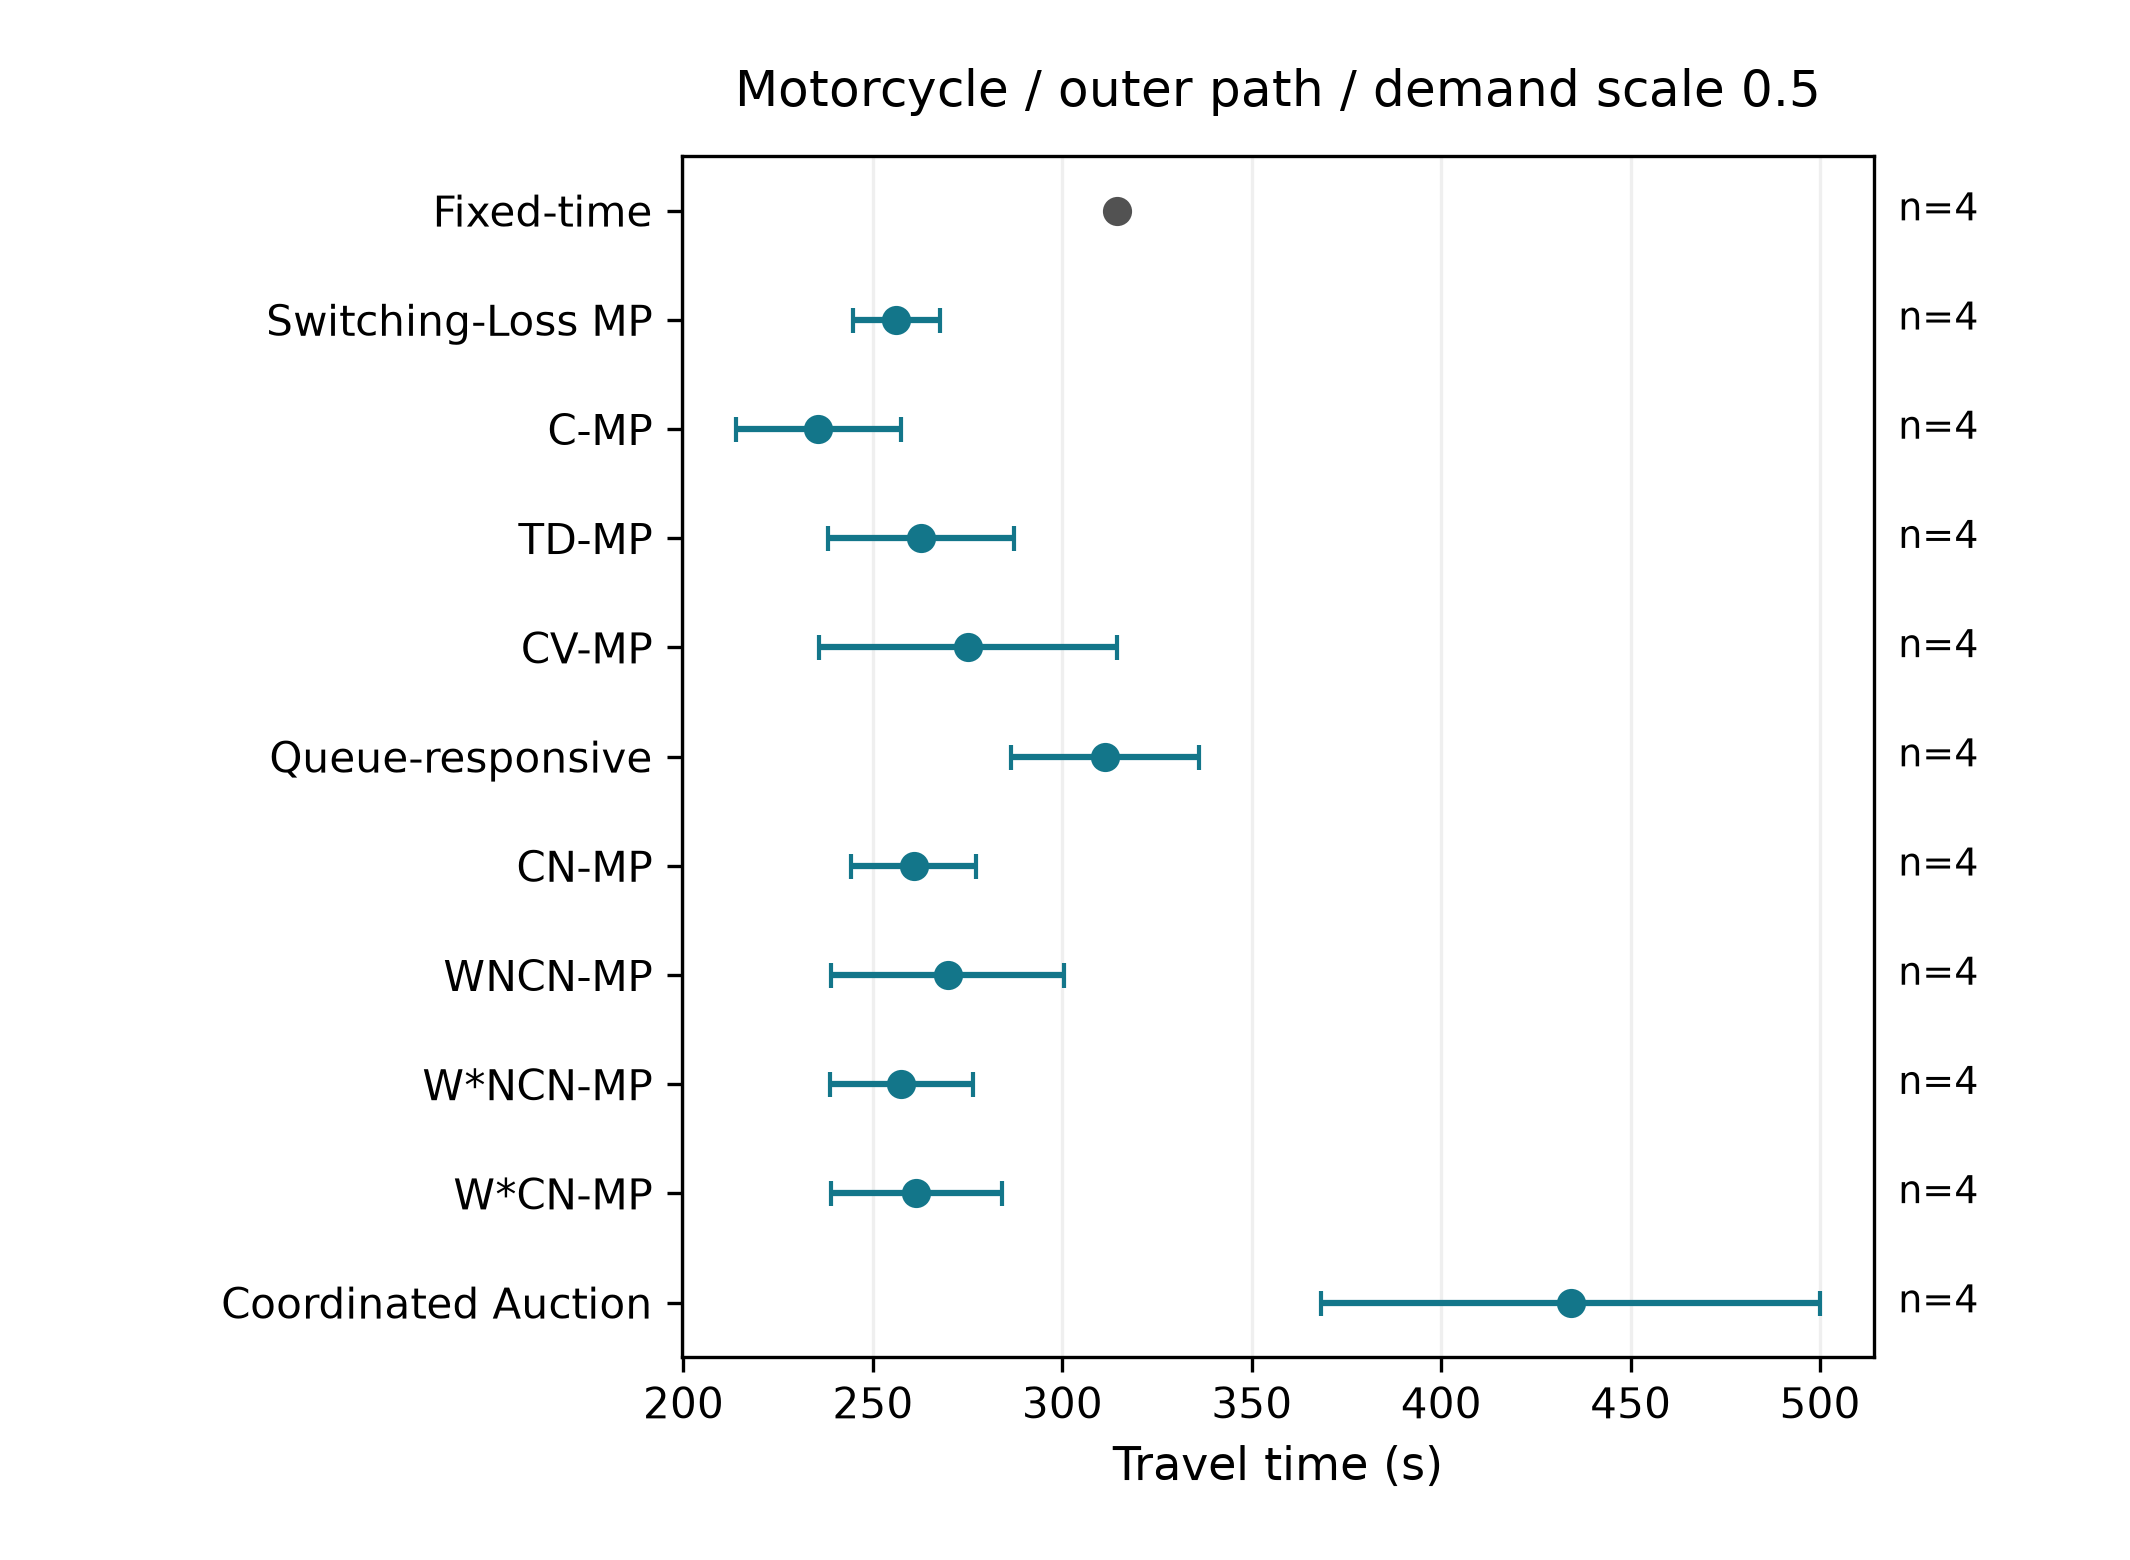 Motorcycle / outer path / demand scale 0.5
Fixed-time n=4
Switching-Loss MP n=4
C-MP n=4
TD-MP n=4
CV-MP n=4
Queue-responsive n=4
CN-MP n=4
WNCN-MP n=4
W*NCN-MP n=4
W*CN-MP n=4
Coordinated Auction n=4
200 250 300 350 400 450 500
Travel time (s)